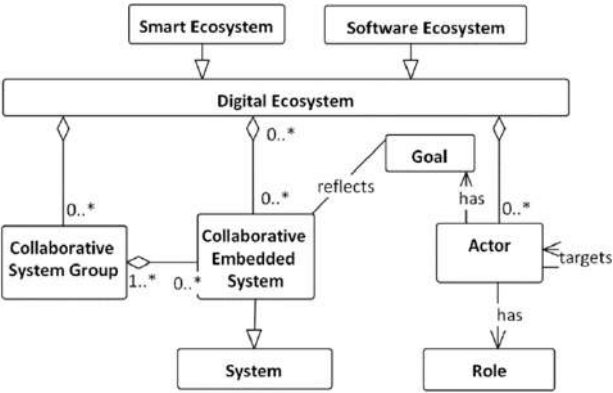 Smart Ecosystem
Software Ecosystem
Digital Ecosystem
0..*
Goal
reflects
has
0..*
0..*
0..*
Collaborative
System Group
Collaborative
Embedded
System
Actor
targets
1..*
0..*
has
System
Role